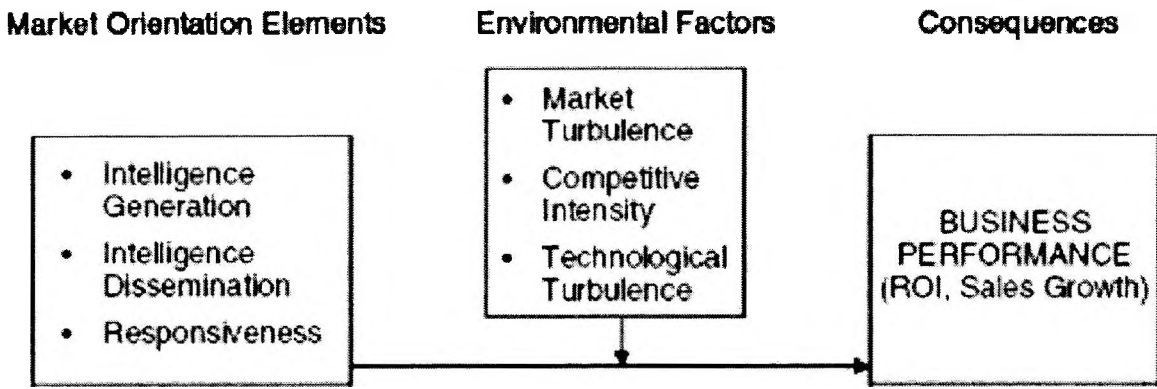 Market Orientation Elements
Environmental Factors
Consequences
• Intelligence
Generation
• Intelligence
Dissemination
• Responsiveness
• Market
Turbulence
• Competitive
Intensity
• Technological
Turbulence
BUSINESS
PERFORMANCE
(ROI, Sales Growth)